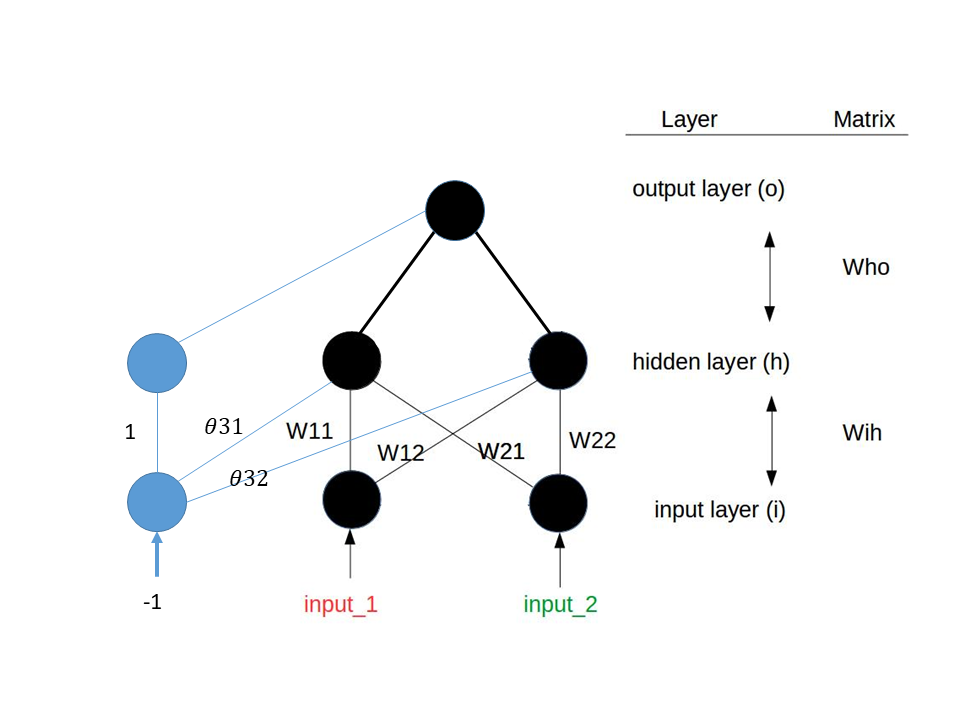 Layer Matrix
output layer (o)
Who
hidden layer (h)
1 θ31 W11 W12 W21 W22 Wih
θ32
input layer (i)
-1 input_1 input_2